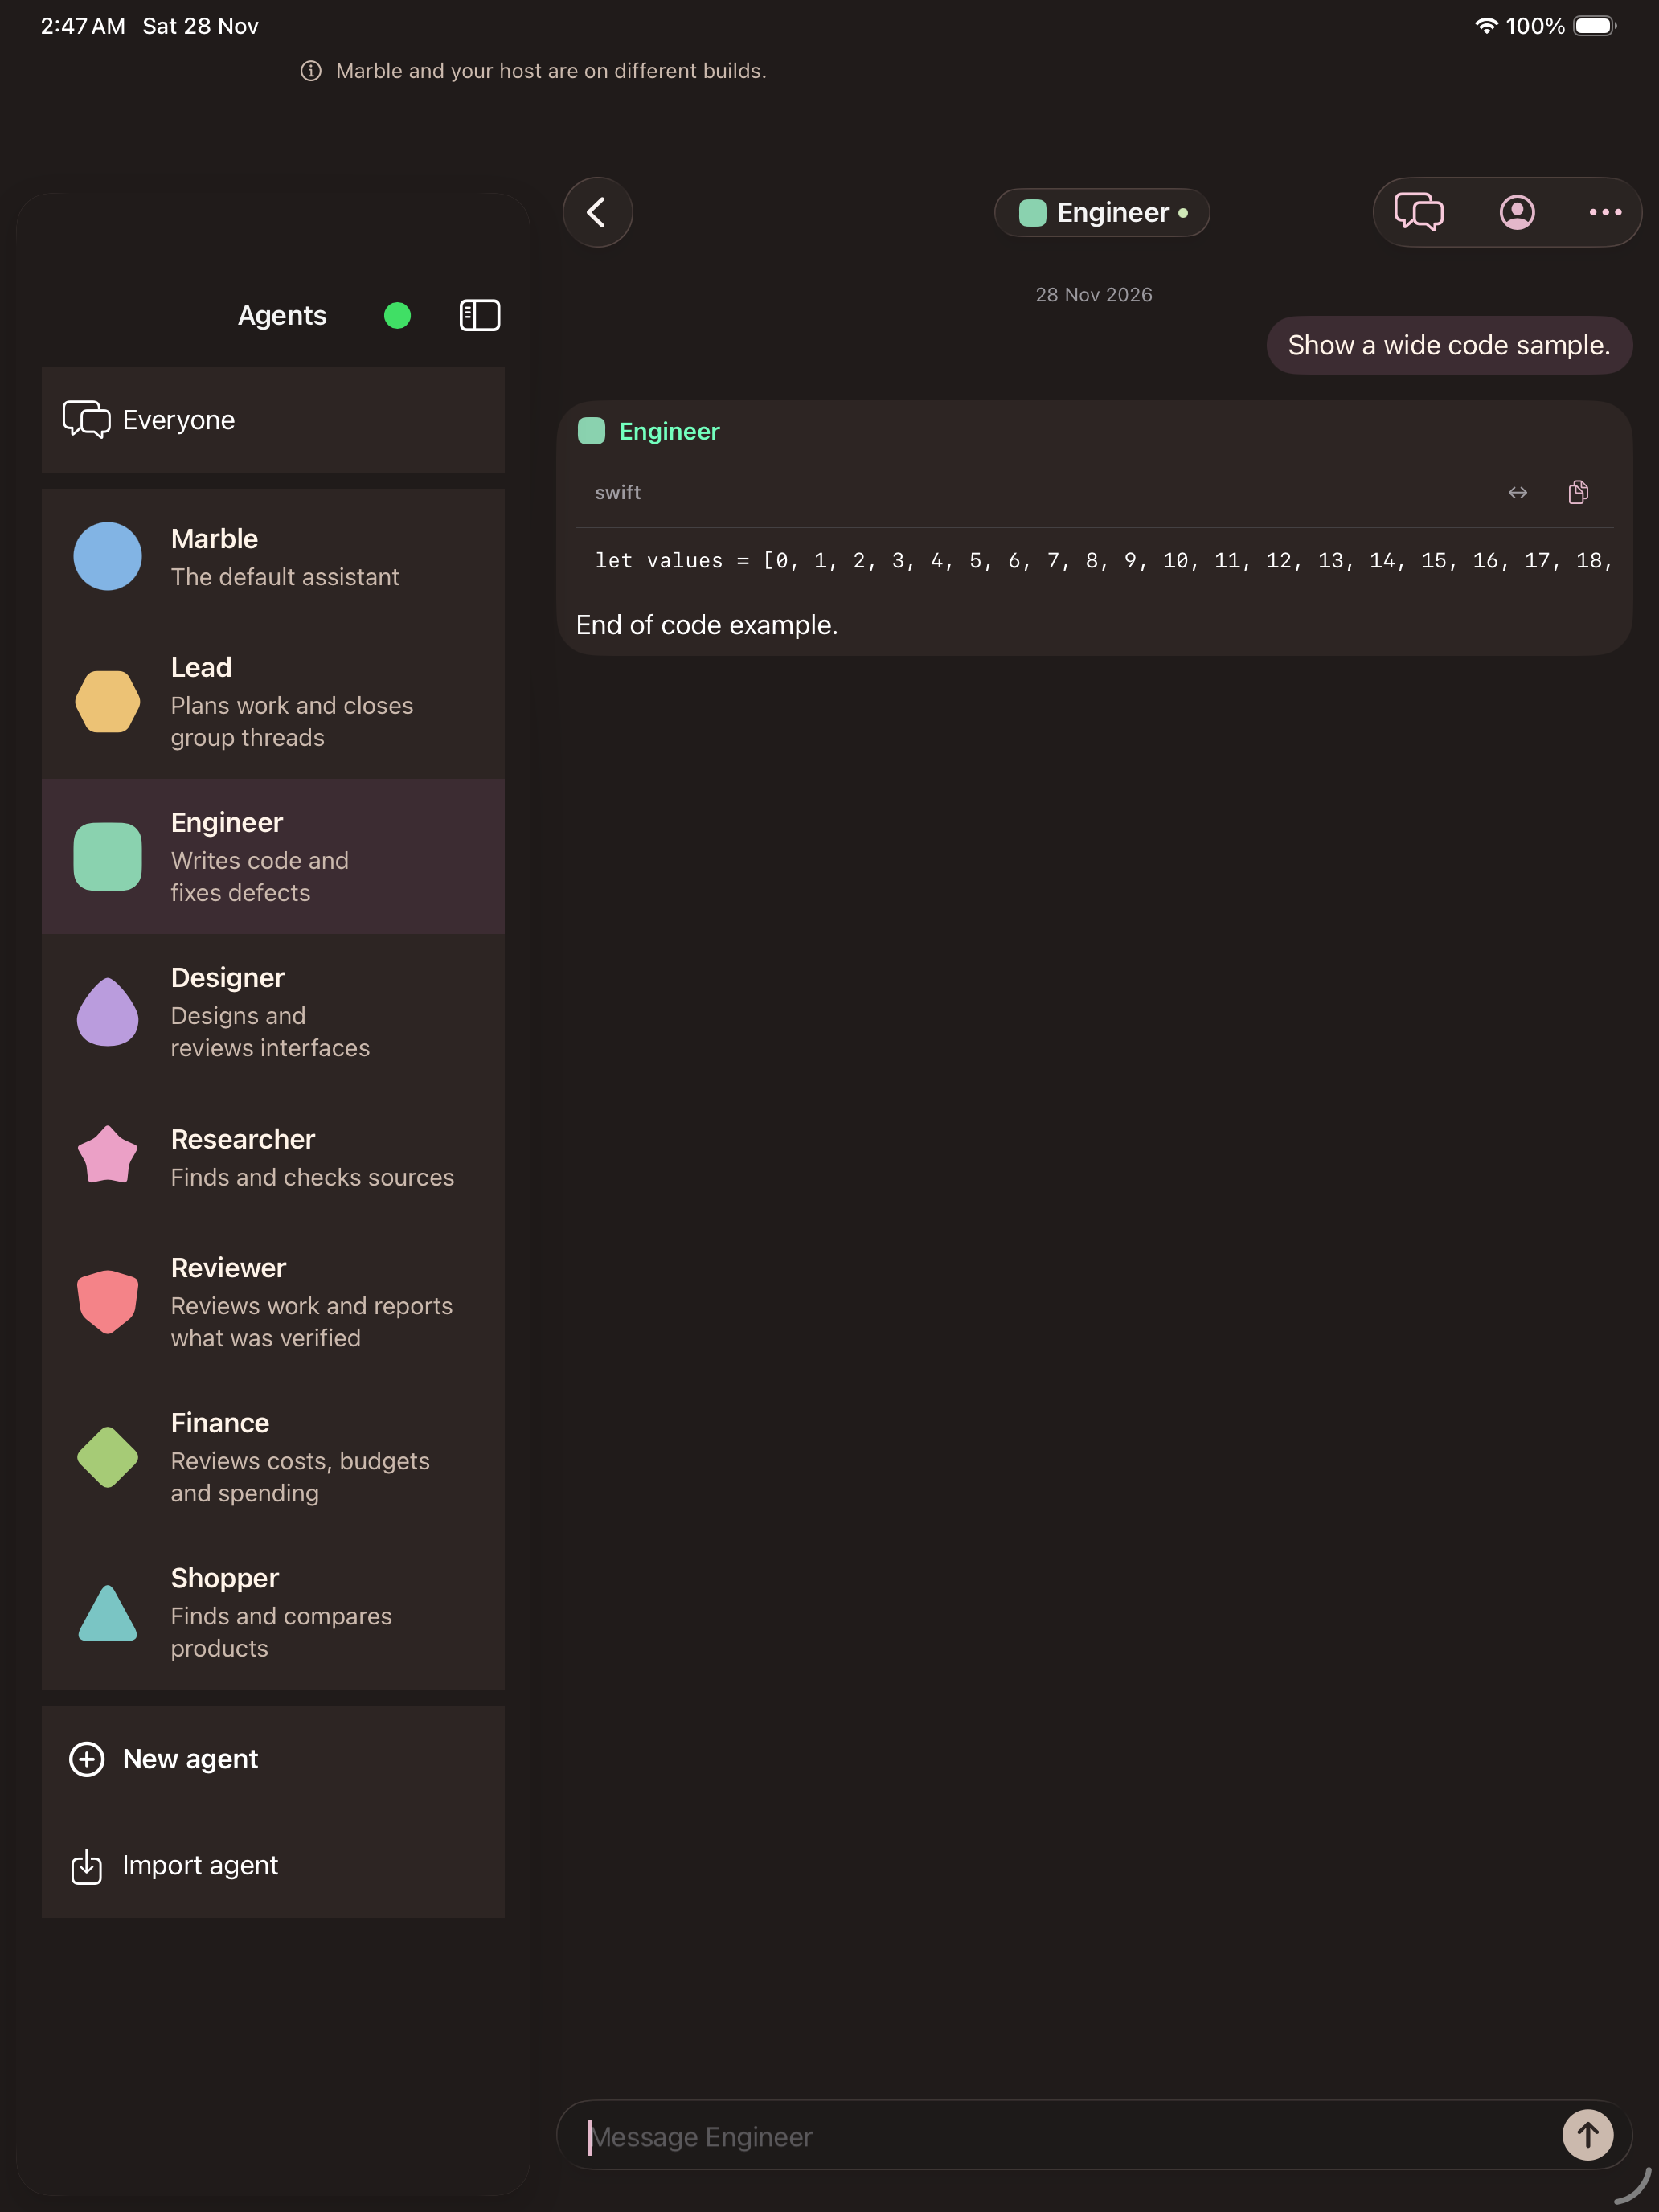 2:47 AM Sat 28 Nov
100%
Marble and your host are on different builds.
Agents
Everyone
Marble
The default assistant
Lead
Plans work and closes
group threads
Engineer
Writes code and
fixes defects
Designer
Designs and
reviews interfaces
Researcher
Finds and checks sources
Reviewer
Reviews work and reports
what was verified
Finance
Reviews costs, budgets
and spending
Shopper
Finds and compares
products
New agent
Import agent
Engineer
28 Nov 2026
Show a wide code sample.
Engineer
swift
let values = [0, 1, 2, 3, 4, 5, 6, 7, 8, 9, 10, 11, 12, 13, 14, 15, 16, 17, 18,
End of code example.
Message Engineer